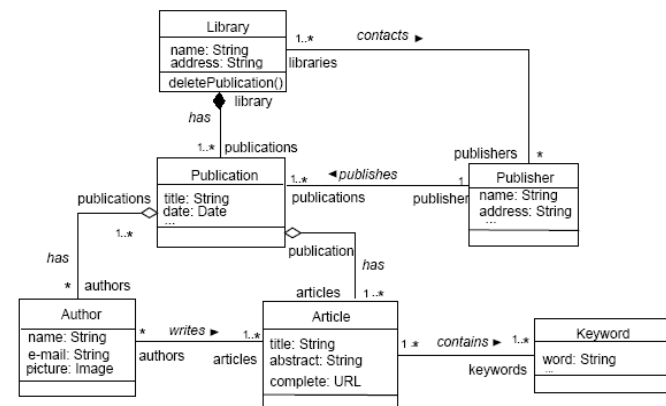 Library
1..* contacts ►
name: String
address: String
libraries
deletePublication()
library
has
1..* publications
publishers *
Publication
◄publishes
Publisher
publications
1..*
1
title: String
publications
publisher
name: String
date: Date
address: String
...
...
1..*
publication
has
has
* authors
articles 1..*
Author
Article
Keyword
name: String
* writes ►
1..*
title: String
1..* contains ►
1..*
e-mail: String
authors
articles
abstract: String
keywords
word: String
picture: Image
complete: URL
...